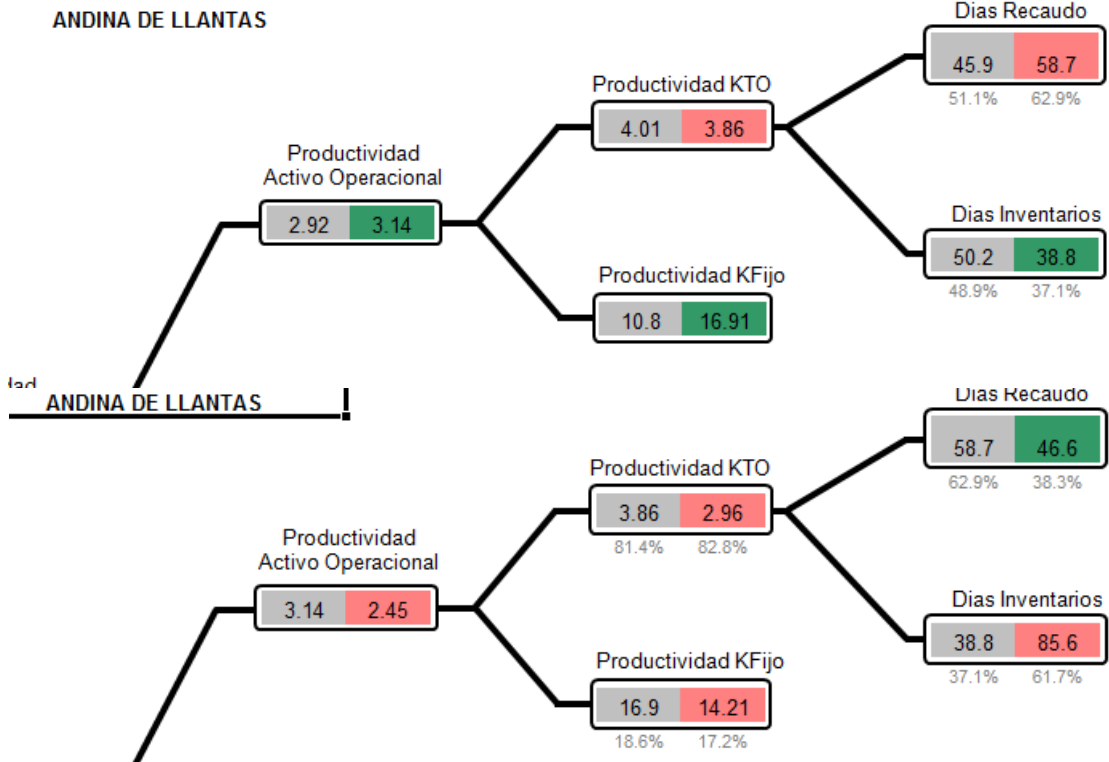 ANDINA DE LLANTAS
Dias Recaudo
45.9 58.7
51.1% 62.9%
Productividad KTO
4.01 3.86
Productividad
Activo Operacional
2.92 3.14
Dias Inventarios
50.2 38.8
48.9% 37.1%
Productividad KFijo
10.8 16.91
ANDINA DE LLANTAS
Dias Recaudo
58.7 46.6
62.9% 38.3%
Productividad KTO
3.86 2.96
81.4% 82.8%
Productividad
Activo Operacional
3.14 2.45
Dias Inventarios
38.8 85.6
37.1% 61.7%
Productividad KFijo
16.9 14.21
18.6% 17.2%